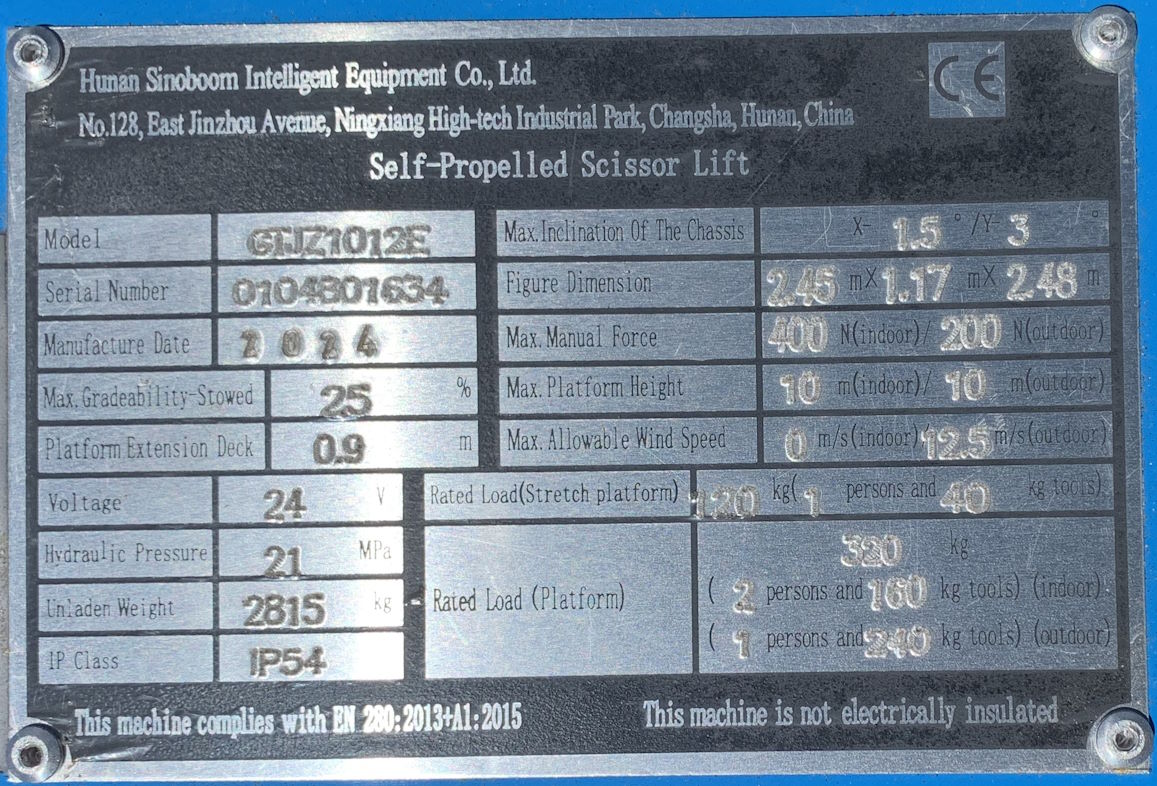 Hunan Sinoboom Intelligent Equipment Co., Ltd.
CE
No.128, East Jinzhou Avenue, Ningxiang High-tech Industrial Park, Changsha, Hunan, China
Self-Propelled Scissor Lift
Model GTJZ1012E
Serial Number 0104801634
Manufacture Date 2024
Max. Gradeability-Stowed 25 %
Platform Extension Deck 0.9 m
Max. Inclination Of The Chassis X- 1.5 ° /Y- 3 °
Figure Dimension 2.45 mX 1.17 mX 2.48 m
Max. Manual Force 400 N(indoor)/ 200 N(outdoor)
Max. Platform Height 10 m(indoor)/ 10 m(outdoor)
Max. Allowable Wind Speed 0 m/s(indoor)/ 12.5 m/s(outdoor)
Voltage 24 V
Hydraulic Pressure 21 MPa
Unladen Weight 2815 kg
IP Class IP54
Rated Load(Stretch platform) 120 kg( 1 persons and 40 kg tools)
Rated Load (Platform) 320 kg
( 2 persons and 160 kg tools) (indoor)
( 1 persons and 240 kg tools) (outdoor)
This machine complies with EN 280:2013+A1:2015
This machine is not electrically insulated